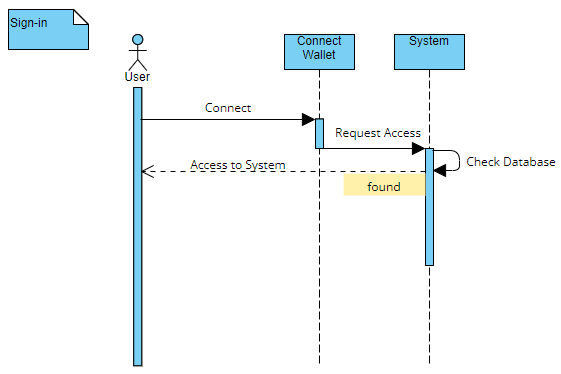 Sign-in
Connect
Wallet
System
User
Connect
Request Access
Check Database
Access to System
found